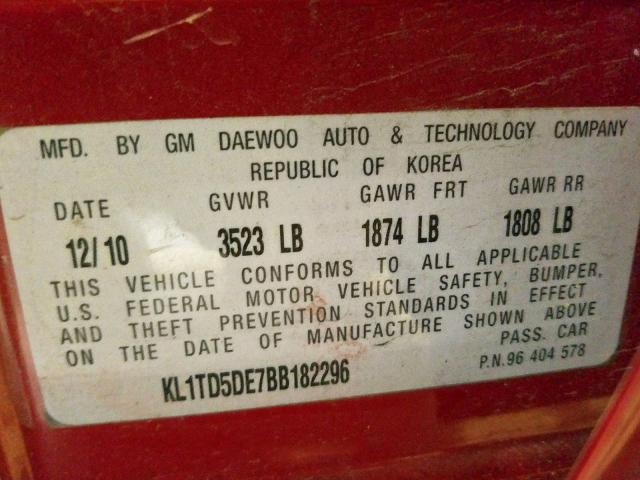 MFD. BY GM DAEWOO AUTO & TECHNOLOGY COMPANY
REPUBLIC OF KOREA
DATE GVWR GAWR FRT GAWR RR
12/10 3523 LB 1874 LB 1808 LB
THIS VEHICLE CONFORMS TO ALL APPLICABLE
U.S. FEDERAL MOTOR VEHICLE SAFETY, BUMPER,
AND THEFT PREVENTION STANDARDS IN EFFECT
ON THE DATE OF MANUFACTURE SHOWN ABOVE
PASS. CAR
KL1TD5DE7BB182296
P.N.96 404 578